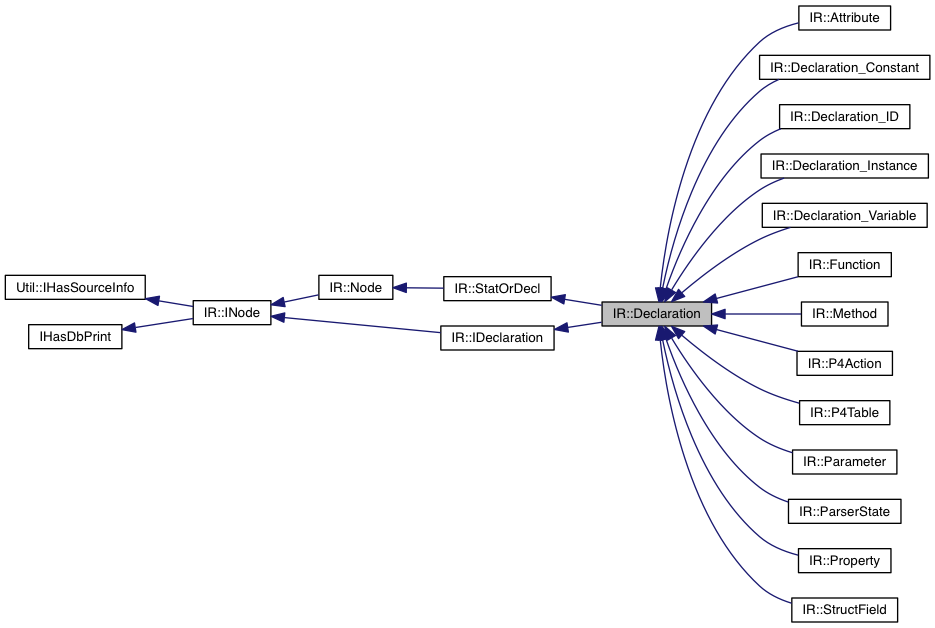 IR::Attribute
IR::Declaration_Constant
IR::Declaration_ID
IR::Declaration_Instance
IR::Declaration_Variable
IR::Function
Util::IHasSourceInfo
IR::Node
IR::StatOrDecl
IR::INode
IR::Declaration
IR::Method
IHasDbPrint
IR::IDeclaration
IR::P4Action
IR::P4Table
IR::Parameter
IR::ParserState
IR::Property
IR::StructField